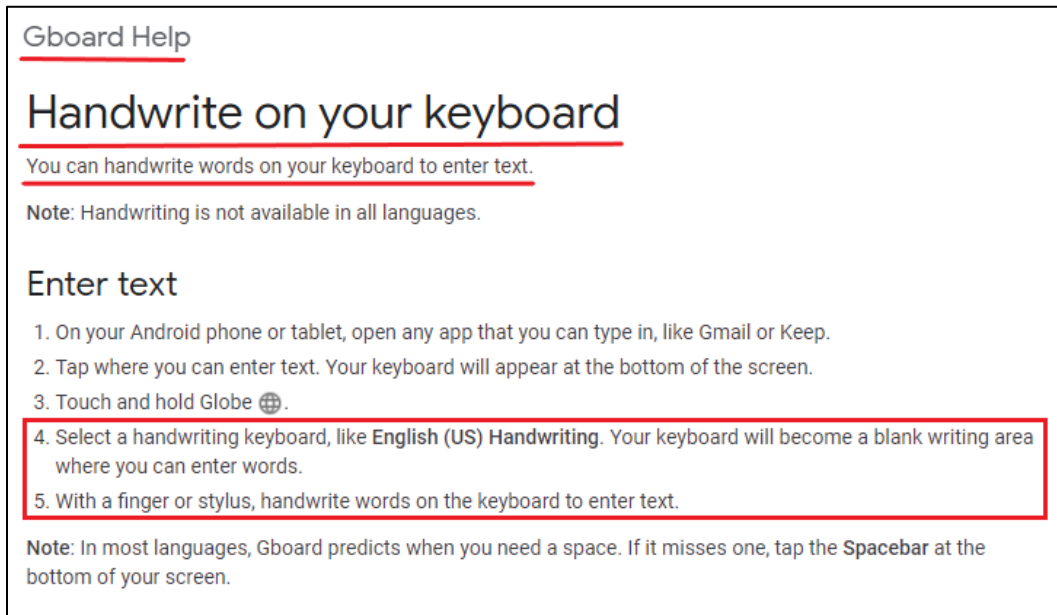 Gboard Help
Handwrite on your keyboard
You can handwrite words on your keyboard to enter text.
Note: Handwriting is not available in all languages.
Enter text
1. On your Android phone or tablet, open any app that you can type in, like Gmail or Keep.
2. Tap where you can enter text. Your keyboard will appear at the bottom of the screen.
3. Touch and hold Globe .
4. Select a handwriting keyboard, like English (US) Handwriting. Your keyboard will become a blank writing area
where you can enter words.
5. With a finger or stylus, handwrite words on the keyboard to enter text.
Note: In most languages, Gboard predicts when you need a space. If it misses one, tap the Spacebar at the
bottom of your screen.